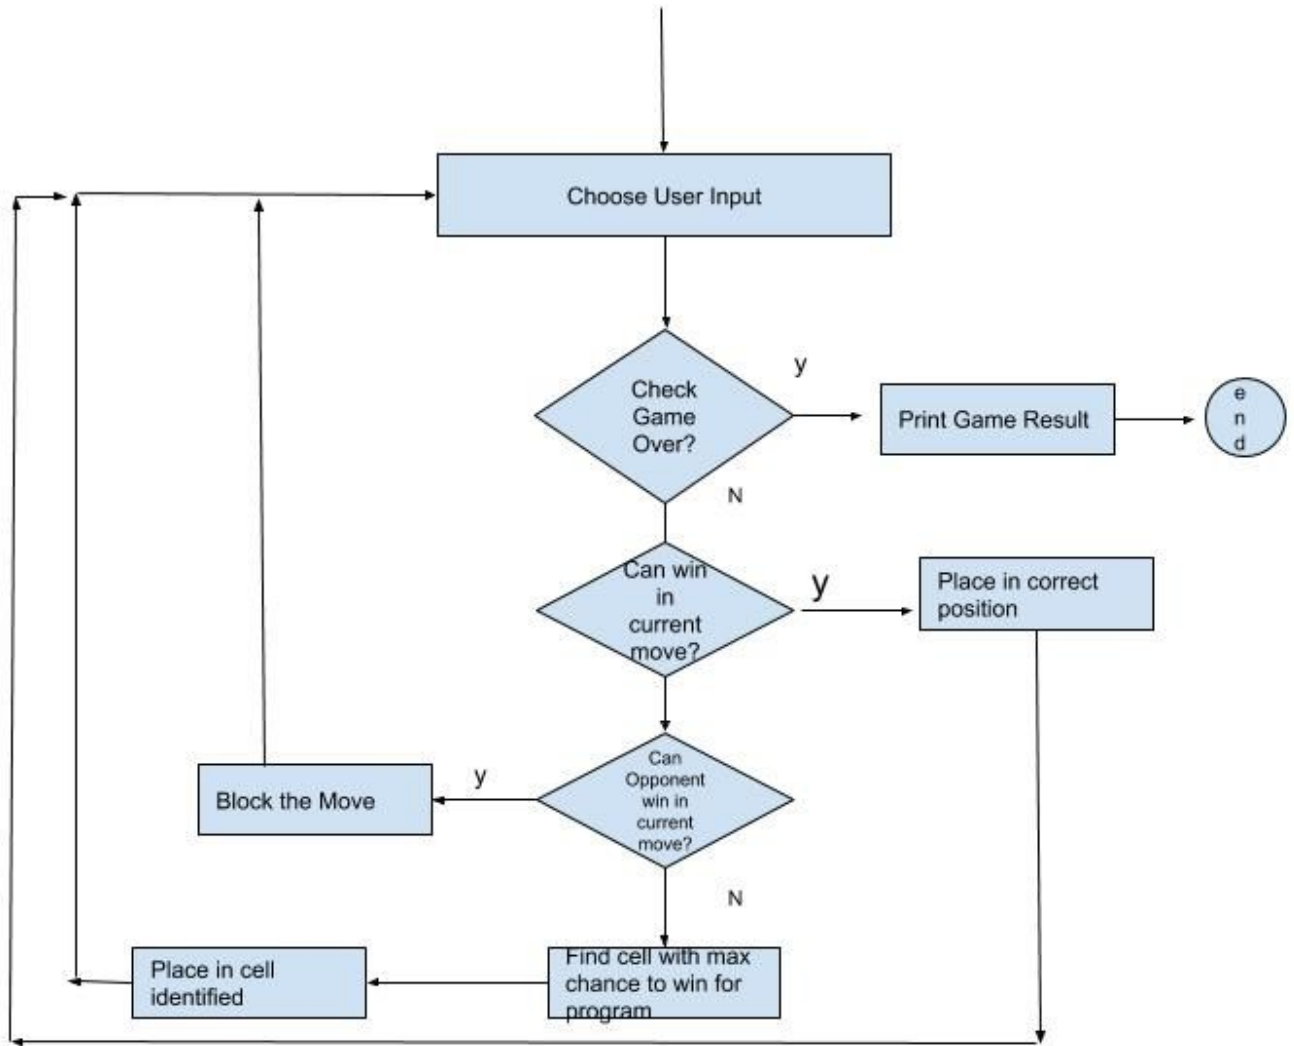 Choose User Input
Check
Game
Over?
y
Print Game Result
e
n
d
N
Can win
in
current
move?
y
Place in correct
position
Can
Opponent
win in
current
move?
y
Block the Move
N
Find cell with max
chance to win for
program
Place in cell
identified